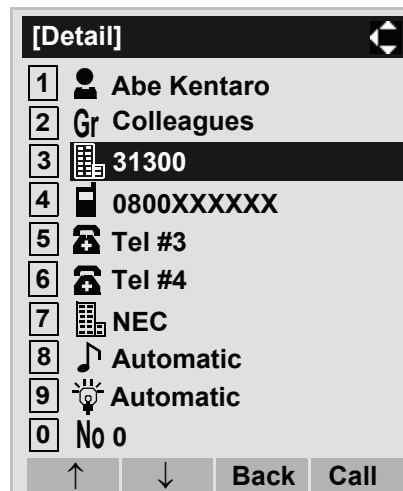 [Detail]
1 Abe Kentaro
2 Gr Colleagues
3 31300
4 0800XXXXXX
5 Tel #3
6 Tel #4
7 NEC
8 Automatic
9 Automatic
0 No 0
↑ ↓ Back Call